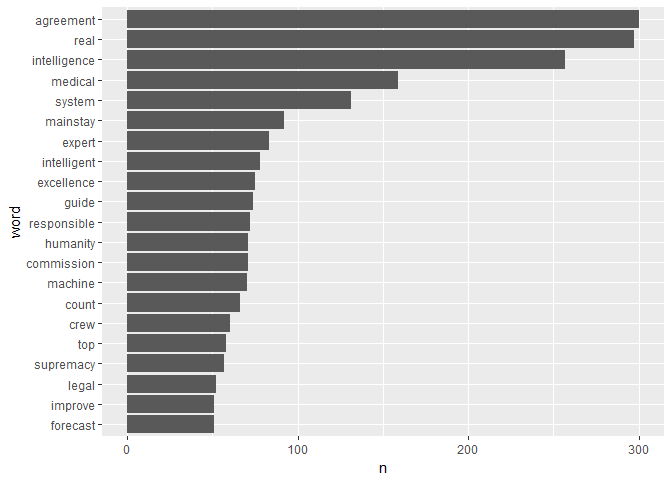 agreement
real
intelligence
medical
system
mainstay
expert
intelligent
excellence
guide
responsible
humanity
commission
machine
count
crew
top
supremacy
legal
improve
forecast
word
0 100 200 300
n